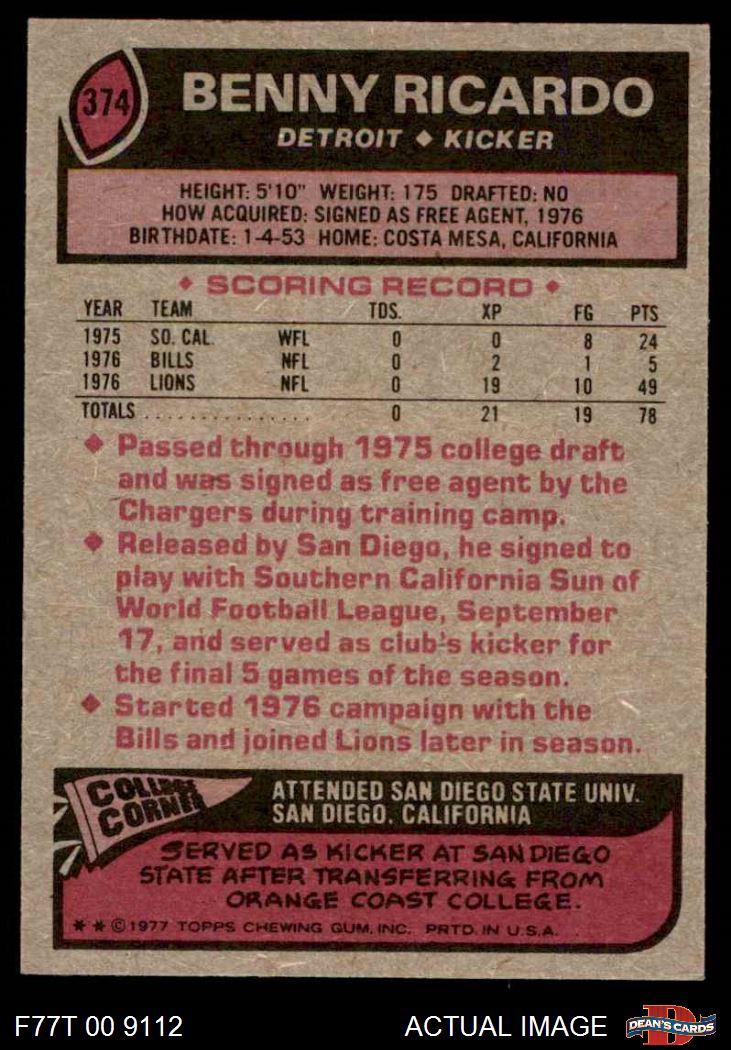 374
BENNY RICARDO
DETROIT ◆ KICKER
HEIGHT: 5'10" WEIGHT: 175 DRAFTED: NO
HOW ACQUIRED: SIGNED AS FREE AGENT, 1976
BIRTHDATE: 1-4-53 HOME: COSTA MESA, CALIFORNIA
◆ SCORING RECORD ◆
YEAR TEAM TDS. XP FG PTS
1975 SO. CAL. WFL 0 0 8 24
1976 BILLS NFL 0 2 1 5
1976 LIONS NFL 0 19 10 49
TOTALS ................ 0 21 19 78
◆ Passed through 1975 college draft
and was signed as free agent by the
Chargers during training camp.
◆ Released by San Diego, he signed to
play with Southern California Sun of
World Football League, September
17, and served as club's kicker for
the final 5 games of the season.
◆ Started 1976 campaign with the
Bills and joined Lions later in season.
COLLEGE
CORNER
ATTENDED SAN DIEGO STATE UNIV.
SAN DIEGO, CALIFORNIA
SERVED AS KICKER AT SAN DIEGO
STATE AFTER TRANSFERRING FROM
ORANGE COAST COLLEGE.
* * © 1977 TOPPS CHEWING GUM, INC. PRTD. IN U.S.A.
F77T 00 9112
ACTUAL IMAGE
D
DEAN'S CARDS